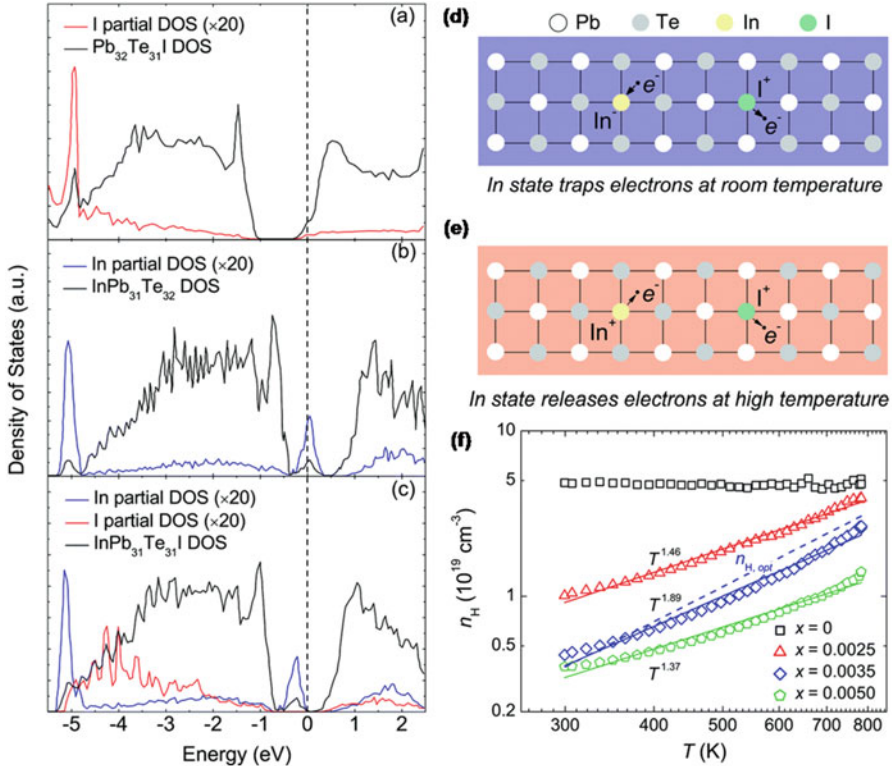 Density of States (a.u.)
(a)
I partial DOS (×20)
Pb₃₂Te₃₁I DOS
(b)
In partial DOS (×20)
InPb₃₁Te₃₂ DOS
(c)
In partial DOS (×20)
I partial DOS (×20)
InPb₃₁Te₃₁I DOS
-5 -4 -3 -2 -1 0 1 2
Energy (eV)
(d)
Pb Te In I
e⁻ I⁺
In⁻ e⁻
In state traps electrons at room temperature
(e)
e⁻ I⁺
In⁺ e⁻
In state releases electrons at high temperature
(f)
n_H (10¹⁹ cm⁻³)
10
5
1
0.5
0.2
T^1.46
n_H, opt
T^1.89
T^1.37
x = 0
x = 0.0025
x = 0.0035
x = 0.0050
300 400 500 600 700 800
T (K)